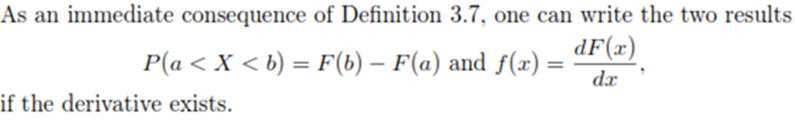 As an immediate consequence of Definition 3.7, one can write the two results
P(a < X < b) = F(b) − F(a) and f(x) = dF(x)/dx,
if the derivative exists.